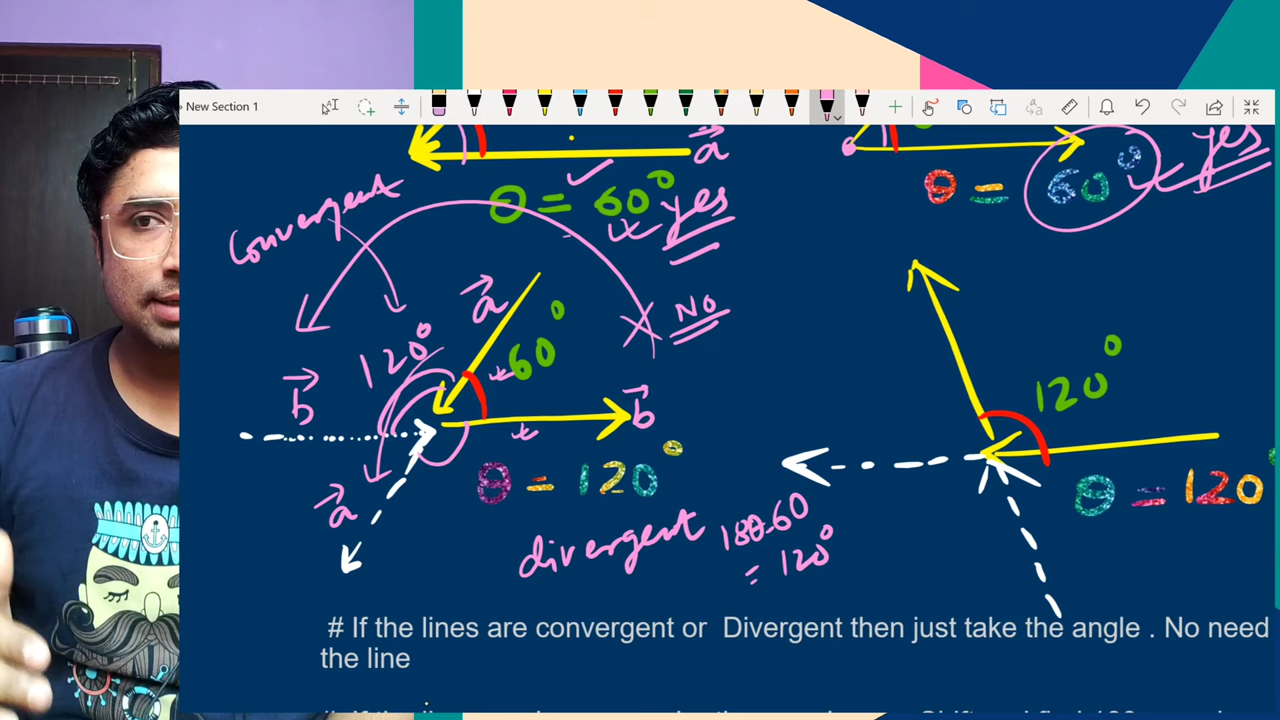 New Section 1
a
θ = 60°
yes
θ = 60°
yes
Convergent
a
60°
NO
120°
b
b
θ = 120°
a
divergent
180-60
= 120°
120°
θ = 120
# If the lines are convergent or Divergent then just take the angle . No need
the line